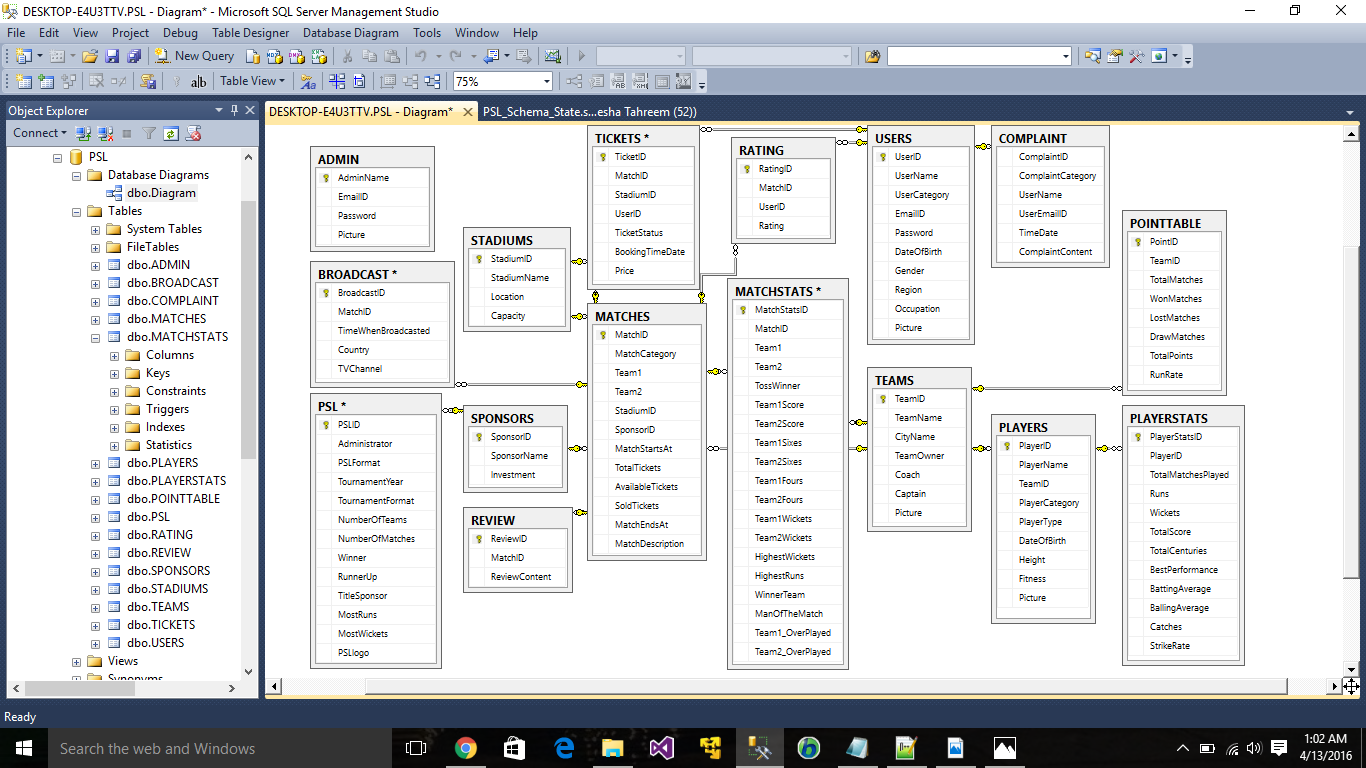 DESKTOP-E4U3TTV.PSL - Diagram* - Microsoft SQL Server Management Studio
File Edit View Project Debug Table Designer Database Diagram Tools Window Help
New Query
ab| Table View 75%
Object Explorer
Connect
PSL
Database Diagrams
dbo.Diagram
Tables
System Tables
FileTables
dbo.ADMIN
dbo.BROADCAST
dbo.COMPLAINT
dbo.MATCHES
dbo.MATCHSTATS
Columns
Keys
Constraints
Triggers
Indexes
Statistics
dbo.PLAYERS
dbo.PLAYERSTATS
dbo.POINTTABLE
dbo.PSL
dbo.RATING
dbo.REVIEW
dbo.SPONSORS
dbo.STADIUMS
dbo.TEAMS
dbo.TICKETS
dbo.USERS
Views
Synonyms
DESKTOP-E4U3TTV.PSL - Diagram*
PSL_Schema_State.s...esha Tahreem (52))
ADMIN
AdminName
EmailID
Password
Picture
BROADCAST *
BroadcastID
MatchID
TimeWhenBroadcasted
Country
TVChannel
PSL *
PSLID
Administrator
PSLFormat
TournamentYear
TournamentFormat
NumberOfTeams
NumberOfMatches
Winner
RunnerUp
TitleSponsor
MostRuns
MostWickets
PSLlogo
STADIUMS
StadiumID
StadiumName
Location
Capacity
SPONSORS
SponsorID
SponsorName
Investment
REVIEW
ReviewID
MatchID
ReviewContent
TICKETS *
TicketID
MatchID
StadiumID
UserID
TicketStatus
BookingTimeDate
Price
MATCHES
MatchID
MatchCategory
Team1
Team2
StadiumID
SponsorID
MatchStartsAt
TotalTickets
AvailableTickets
SoldTickets
MatchEndsAt
MatchDescription
RATING
RatingID
MatchID
UserID
Rating
MATCHSTATS *
MatchStatsID
MatchID
Team1
Team2
TossWinner
Team1Score
Team2Score
Team1Sixes
Team2Sixes
Team1Fours
Team2Fours
Team1Wickets
Team2Wickets
HighestWickets
HighestRuns
WinnerTeam
ManOfTheMatch
Team1_OverPlayed
Team2_OverPlayed
USERS
UserID
UserName
UserCategory
EmailID
Password
DateOfBirth
Gender
Region
Occupation
Picture
TEAMS
TeamID
TeamName
CityName
TeamOwner
Coach
Captain
Picture
COMPLAINT
ComplaintID
ComplaintCategory
UserName
UserEmailID
TimeDate
ComplaintContent
PLAYERS
PlayerID
PlayerName
TeamID
PlayerCategory
PlayerType
DateOfBirth
Height
Fitness
Picture
POINTTABLE
PointID
TeamID
TotalMatches
WonMatches
LostMatches
DrawMatches
TotalPoints
RunRate
PLAYERSTATS
PlayerStatsID
PlayerID
TotalMatchesPlayed
Runs
Wickets
TotalScore
TotalCenturies
BestPerformance
BattingAverage
BallingAverage
Catches
StrikeRate
Ready
Search the web and Windows
1:02 AM
4/13/2016